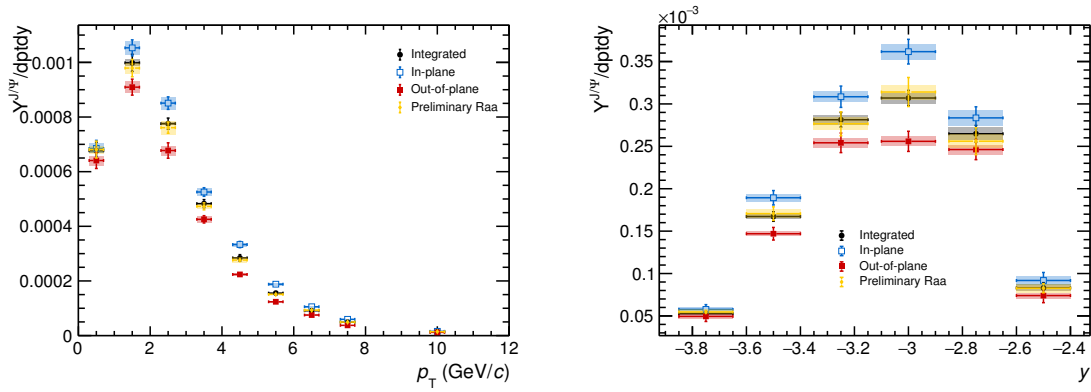 Y^{J/Ψ}/dptdy
0.001
0.0008
0.0006
0.0004
0.0002
0
0 2 4 6 8 10 12
p_T (GeV/c)
Integrated
In-plane
Out-of-plane
Preliminary Raa
×10^{-3}
Y^{J/Ψ}/dptdy
0.35
0.3
0.25
0.2
0.15
0.1
0.05
−3.8 −3.6 −3.4 −3.2 −3 −2.8 −2.6 −2.4
y
Integrated
In-plane
Out-of-plane
Preliminary Raa